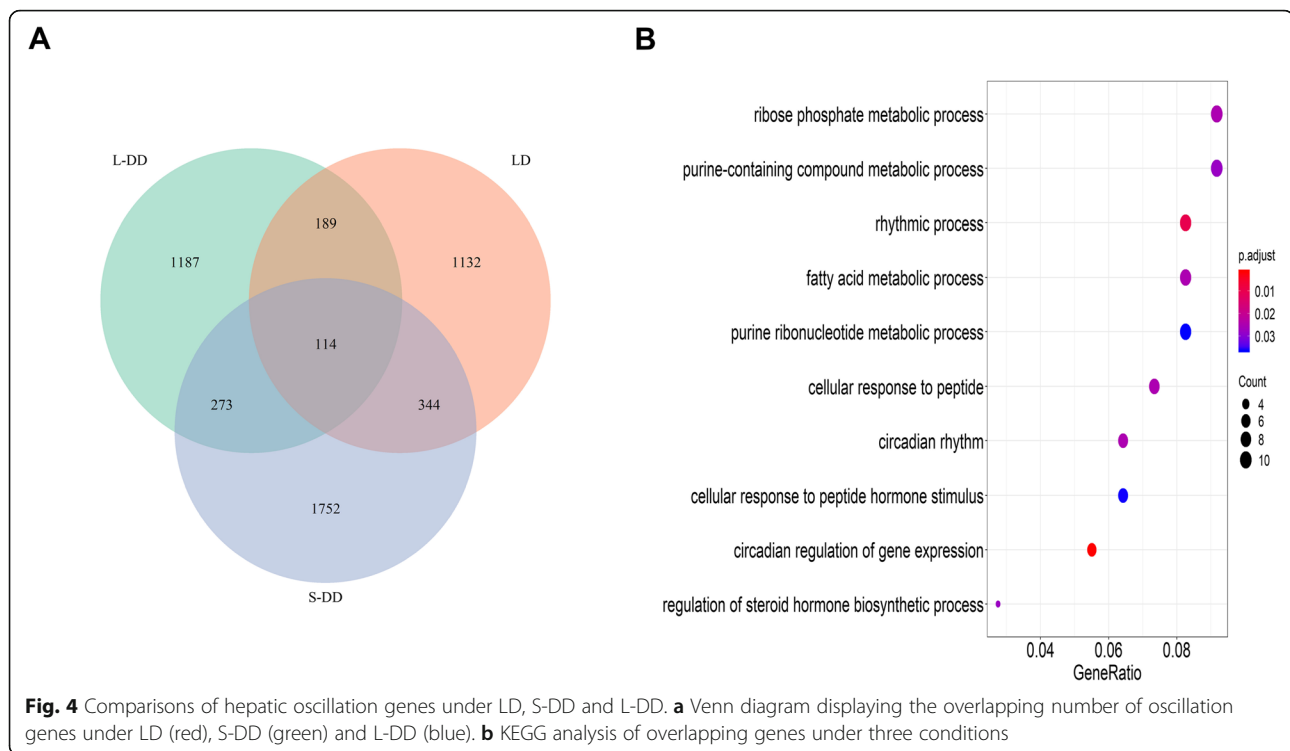 A
L-DD
LD
189
1187
1132
114
273
344
1752
S-DD
B
ribose phosphate metabolic process
purine-containing compound metabolic process
rhythmic process
fatty acid metabolic process
purine ribonucleotide metabolic process
cellular response to peptide
circadian rhythm
cellular response to peptide hormone stimulus
circadian regulation of gene expression
regulation of steroid hormone biosynthetic process
0.04 0.06 0.08
GeneRatio
p.adjust
0.01
0.02
0.03
Count
4
6
8
10
Fig. 4 Comparisons of hepatic oscillation genes under LD, S-DD and L-DD. a Venn diagram displaying the overlapping number of oscillation
genes under LD (red), S-DD (green) and L-DD (blue). b KEGG analysis of overlapping genes under three conditions